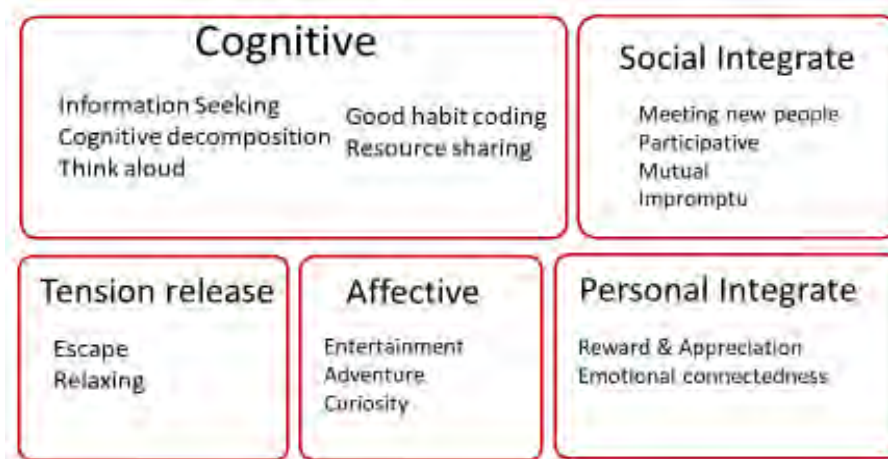 Cognitive
Information Seeking
Cognitive decomposition
Think aloud
Good habit coding
Resource sharing
Social Integrate
Meeting new people
Participative
Mutual
Impromptu
Tension release
Escape
Relaxing
Affective
Entertainment
Adventure
Curiosity
Personal Integrate
Reward & Appreciation
Emotional connectedness